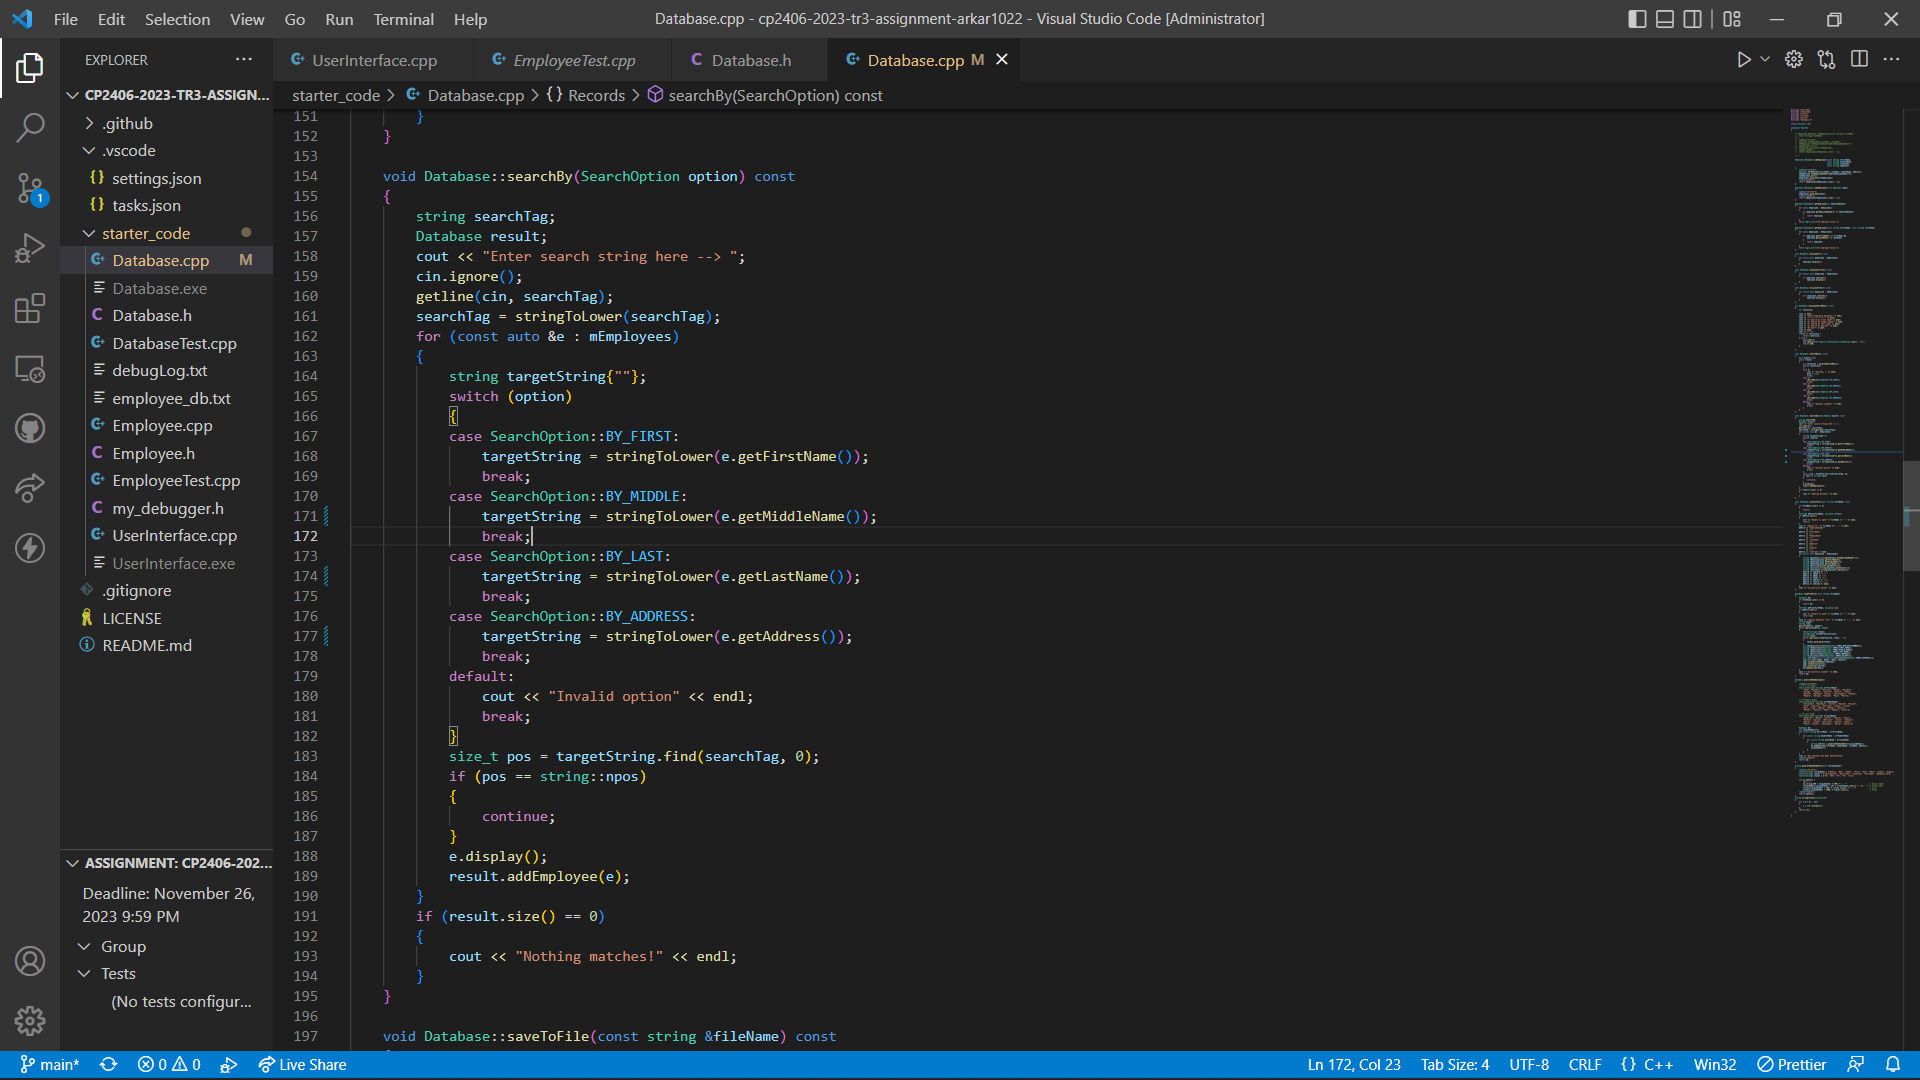 File Edit Selection View Go Run Terminal Help
Database.cpp - cp2406-2023-tr3-assignment-arkar1022 - Visual Studio Code [Administrator]
EXPLORER
UserInterface.cpp
EmployeeTest.cpp
Database.h
Database.cpp M
CP2406-2023-TR3-ASSIGN...
.github
.vscode
settings.json
tasks.json
starter_code
Database.cpp M
Database.exe
Database.h
DatabaseTest.cpp
debugLog.txt
employee_db.txt
Employee.cpp
Employee.h
EmployeeTest.cpp
my_debugger.h
UserInterface.cpp
UserInterface.exe
.gitignore
LICENSE
README.md
1
ASSIGNMENT: CP2406-202...
Deadline: November 26,
2023 9:59 PM
Group
Tests
(No tests configur...
starter_code > Database.cpp > {} Records > searchBy(SearchOption) const
151 }
152 }
153
154 void Database::searchBy(SearchOption option) const
155 {
156 string searchTag;
157 Database result;
158 cout << "Enter search string here --> ";
159 cin.ignore();
160 getline(cin, searchTag);
161 searchTag = stringToLower(searchTag);
162 for (const auto &e : mEmployees)
163 {
164 string targetString{""};
165 switch (option)
166 {
167 case SearchOption::BY_FIRST:
168 targetString = stringToLower(e.getFirstName());
169 break;
170 case SearchOption::BY_MIDDLE:
171 targetString = stringToLower(e.getMiddleName());
172 break;
173 case SearchOption::BY_LAST:
174 targetString = stringToLower(e.getLastName());
175 break;
176 case SearchOption::BY_ADDRESS:
177 targetString = stringToLower(e.getAddress());
178 break;
179 default:
180 cout << "Invalid option" << endl;
181 break;
182 }
183 size_t pos = targetString.find(searchTag, 0);
184 if (pos == string::npos)
185 {
186 continue;
187 }
188 e.display();
189 result.addEmployee(e);
190 }
191 if (result.size() == 0)
192 {
193 cout << "Nothing matches!" << endl;
194 }
195 }
196
197 void Database::saveToFile(const string &fileName) const
main* 0 0 Live Share
Ln 172, Col 23 Tab Size: 4 UTF-8 CRLF {} C++ Win32 Prettier